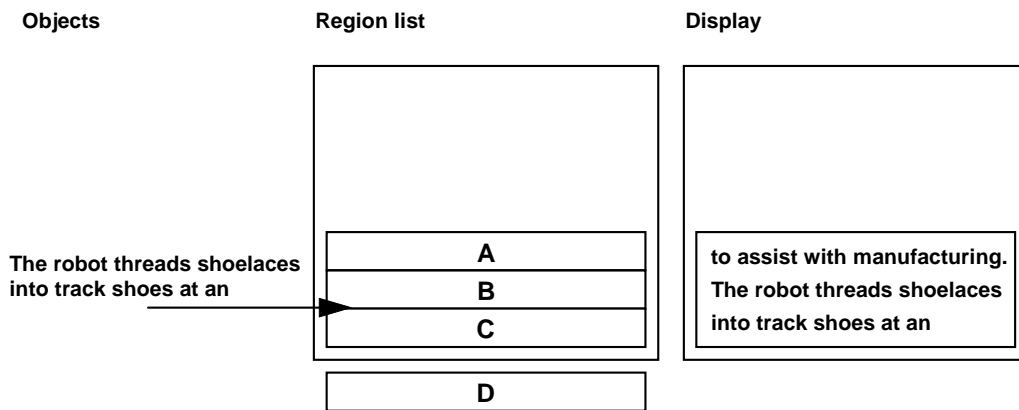 Objects
Region list
Display
The robot threads shoelaces
into track shoes at an
A
B
C
D
to assist with manufacturing.
The robot threads shoelaces
into track shoes at an